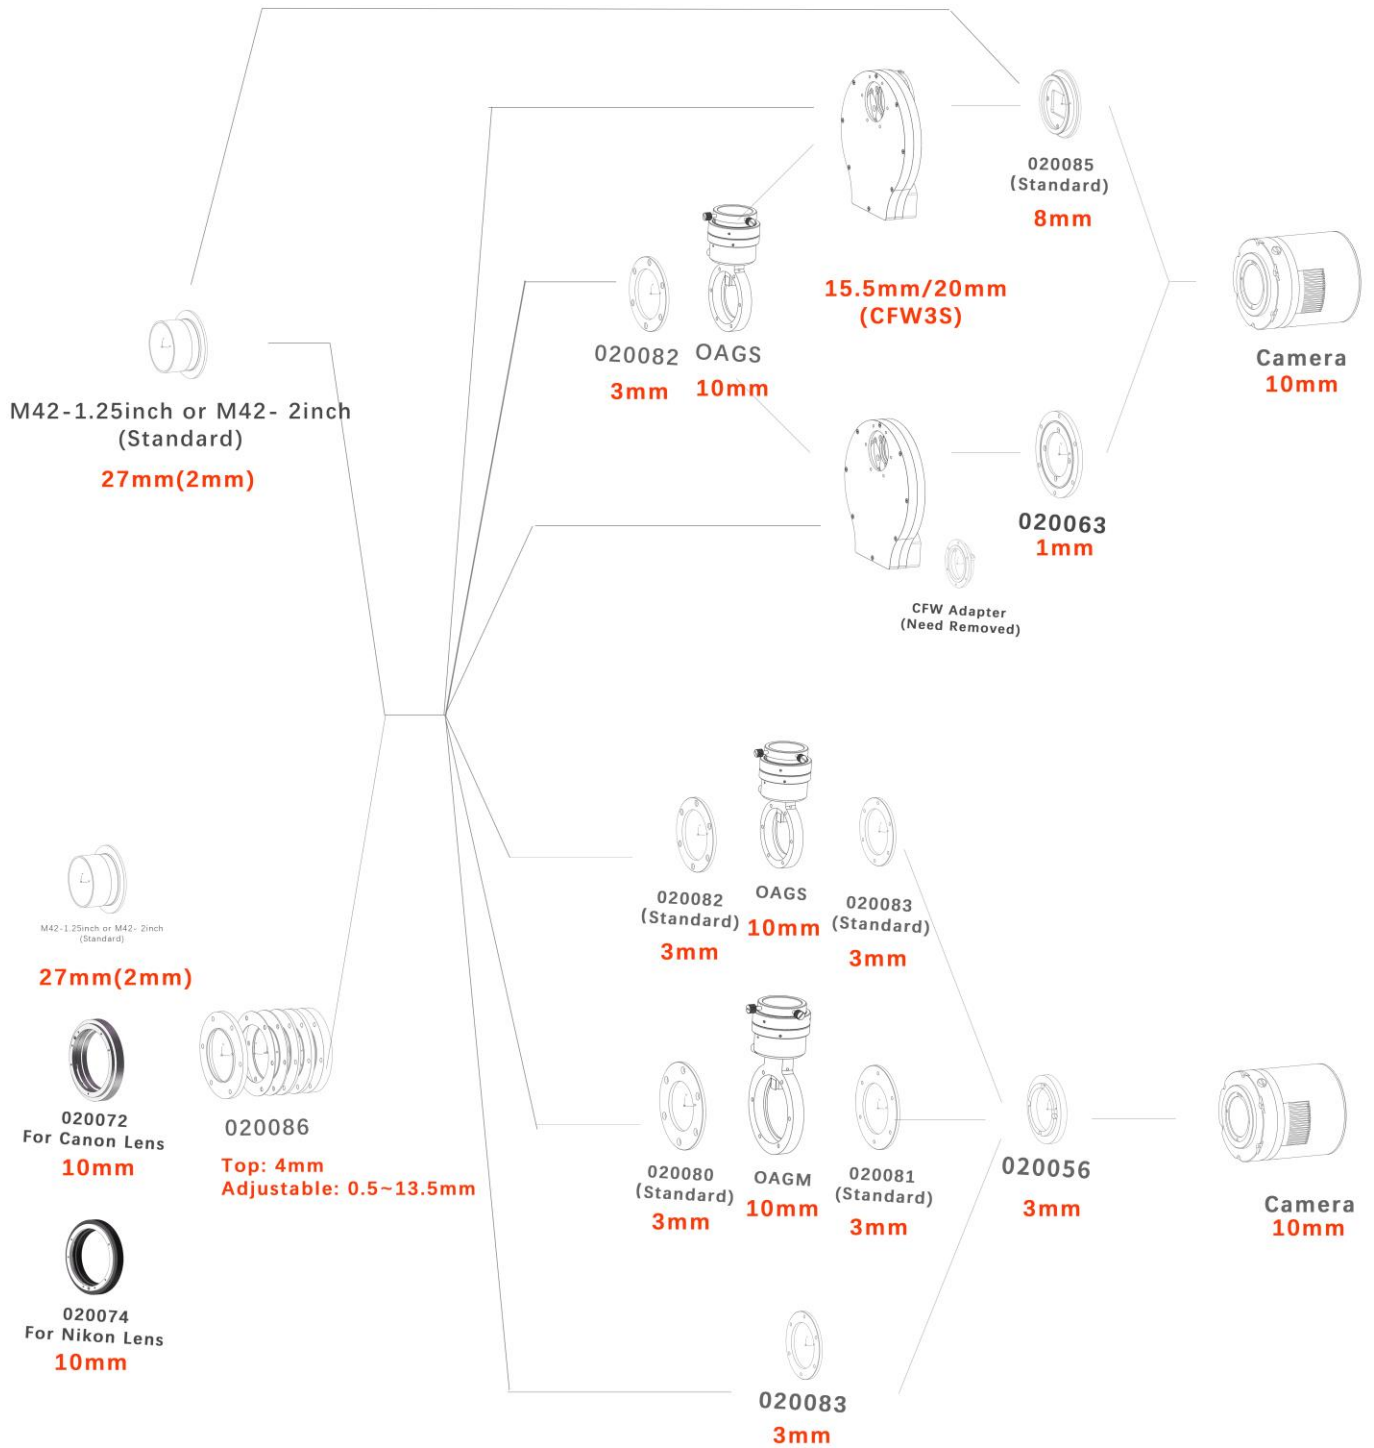 020085
(Standard)
8mm
15.5mm/20mm
(CFW3S)
020082
3mm
OAGS
10mm
Camera
10mm
M42-1.25inch or M42- 2inch
(Standard)
27mm(2mm)
020063
1mm
CFW Adapter
(Need Removed)
020082
(Standard)
3mm
OAGS
10mm
020083
(Standard)
3mm
M42-1.25inch or M42- 2inch
(Standard)
27mm(2mm)
020072
For Canon Lens
10mm
020086
Top: 4mm
Adjustable: 0.5~13.5mm
020080
(Standard)
3mm
OAGM
10mm
020081
(Standard)
3mm
020056
3mm
Camera
10mm
020074
For Nikon Lens
10mm
020083
3mm